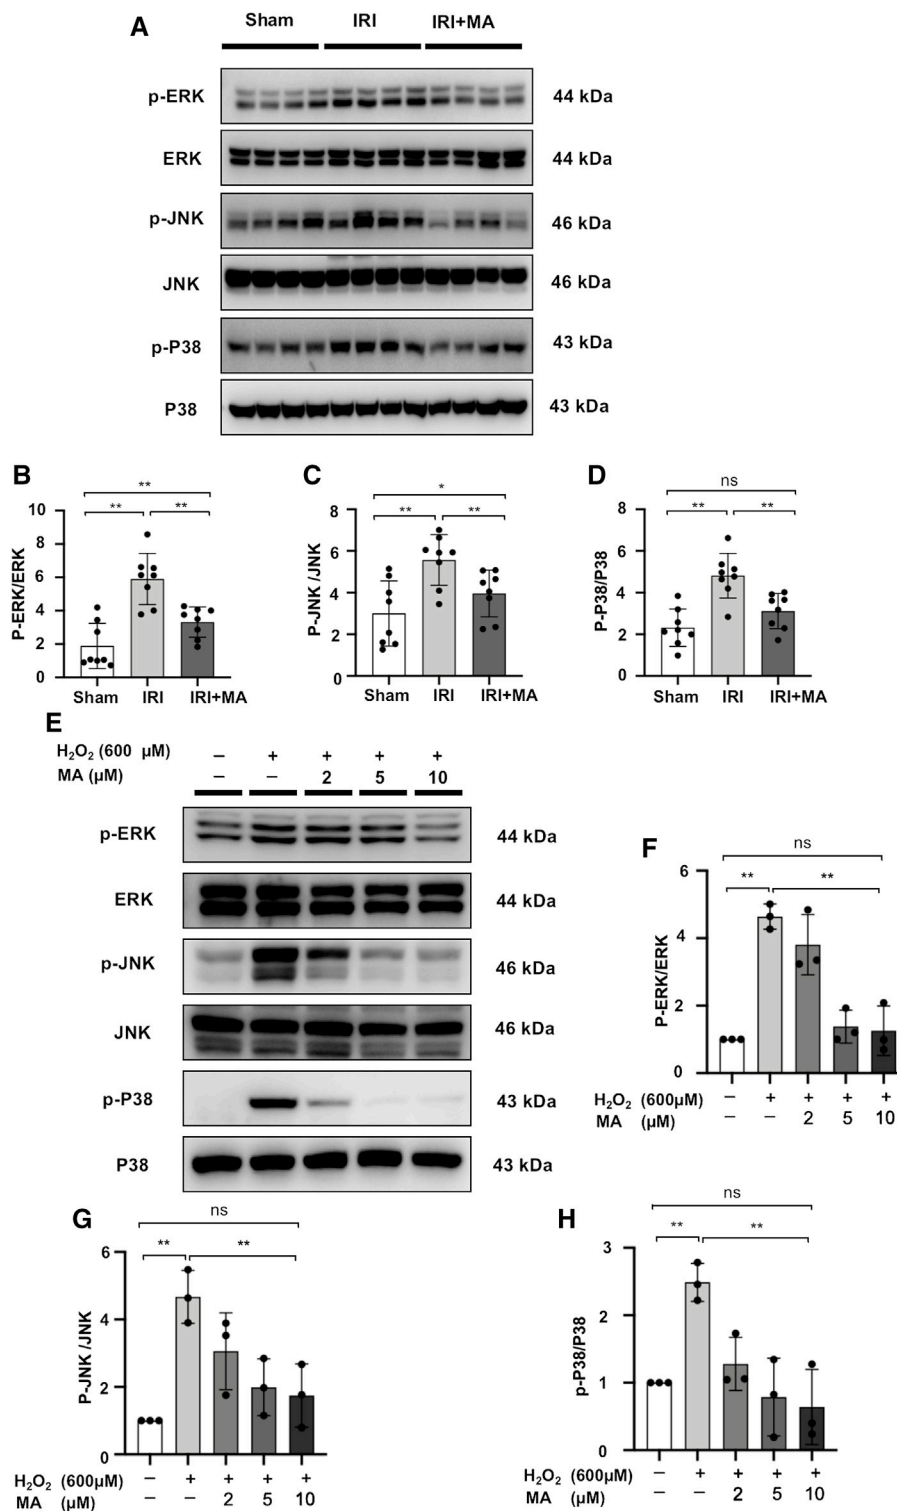 A
Sham IRI IRI+MA
p-ERK 44 kDa
ERK 44 kDa
p-JNK 46 kDa
JNK 46 kDa
p-P38 43 kDa
P38 43 kDa
B
**
** **
P-ERK/ERK
10
8
6
4
2
0
Sham IRI IRI+MA
C
*
** **
P-JNK /JNK
8
6
4
2
0
Sham IRI IRI+MA
D
ns
** **
P-P38/P38
8
6
4
2
0
Sham IRI IRI+MA
E
H₂O₂ (600 µM) – + + + +
MA (µM) – – 2 5 10
p-ERK 44 kDa
ERK 44 kDa
p-JNK 46 kDa
JNK 46 kDa
p-P38 43 kDa
P38 43 kDa
F
ns
** **
P-ERK/ERK
6
4
2
0
H₂O₂ (600µM) – + + + +
MA (µM) – – 2 5 10
G
ns
** **
P-JNK /JNK
6
4
2
0
H₂O₂ (600µM) – + + + +
MA (µM) – – 2 5 10
H
ns
** **
p-P38/P38
3
2
1
0
H₂O₂ (600µM) – + + + +
MA (µM) – – 2 5 10